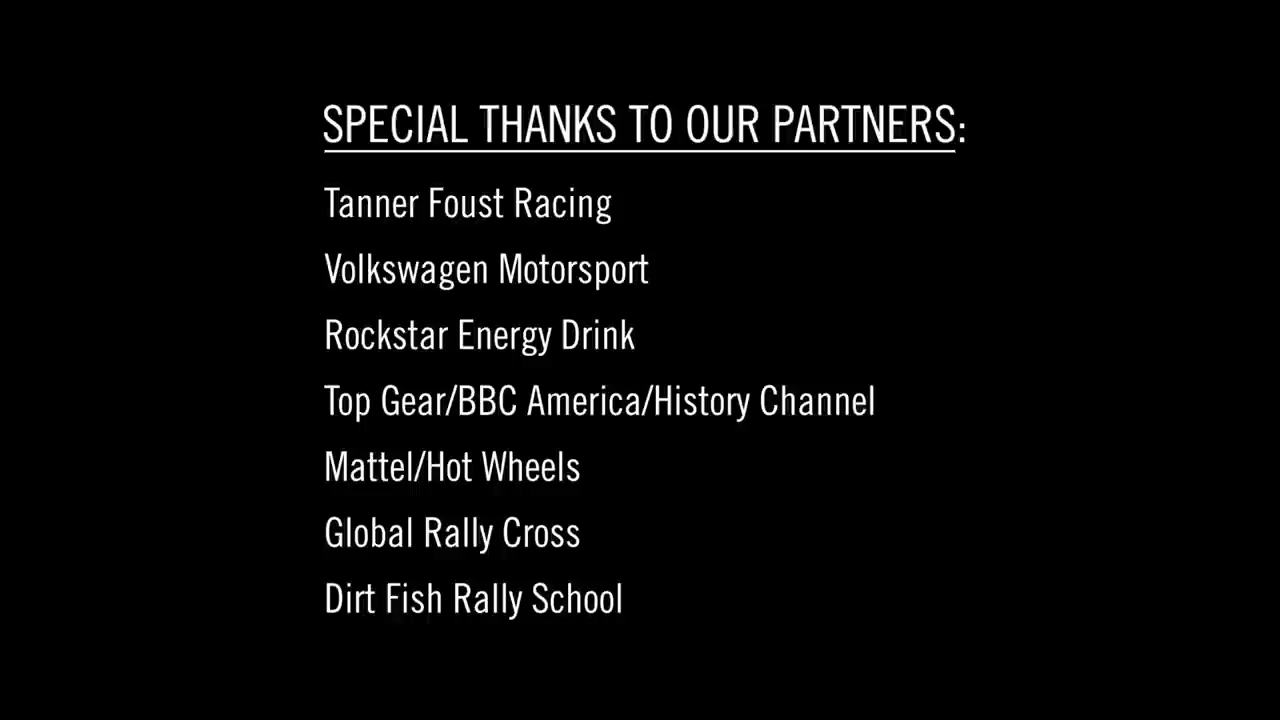 SPECIAL THANKS TO OUR PARTNERS:
Tanner Foust Racing
Volkswagen Motorsport
Rockstar Energy Drink
Top Gear/BBC America/History Channel
Mattel/Hot Wheels
Global Rally Cross
Dirt Fish Rally School